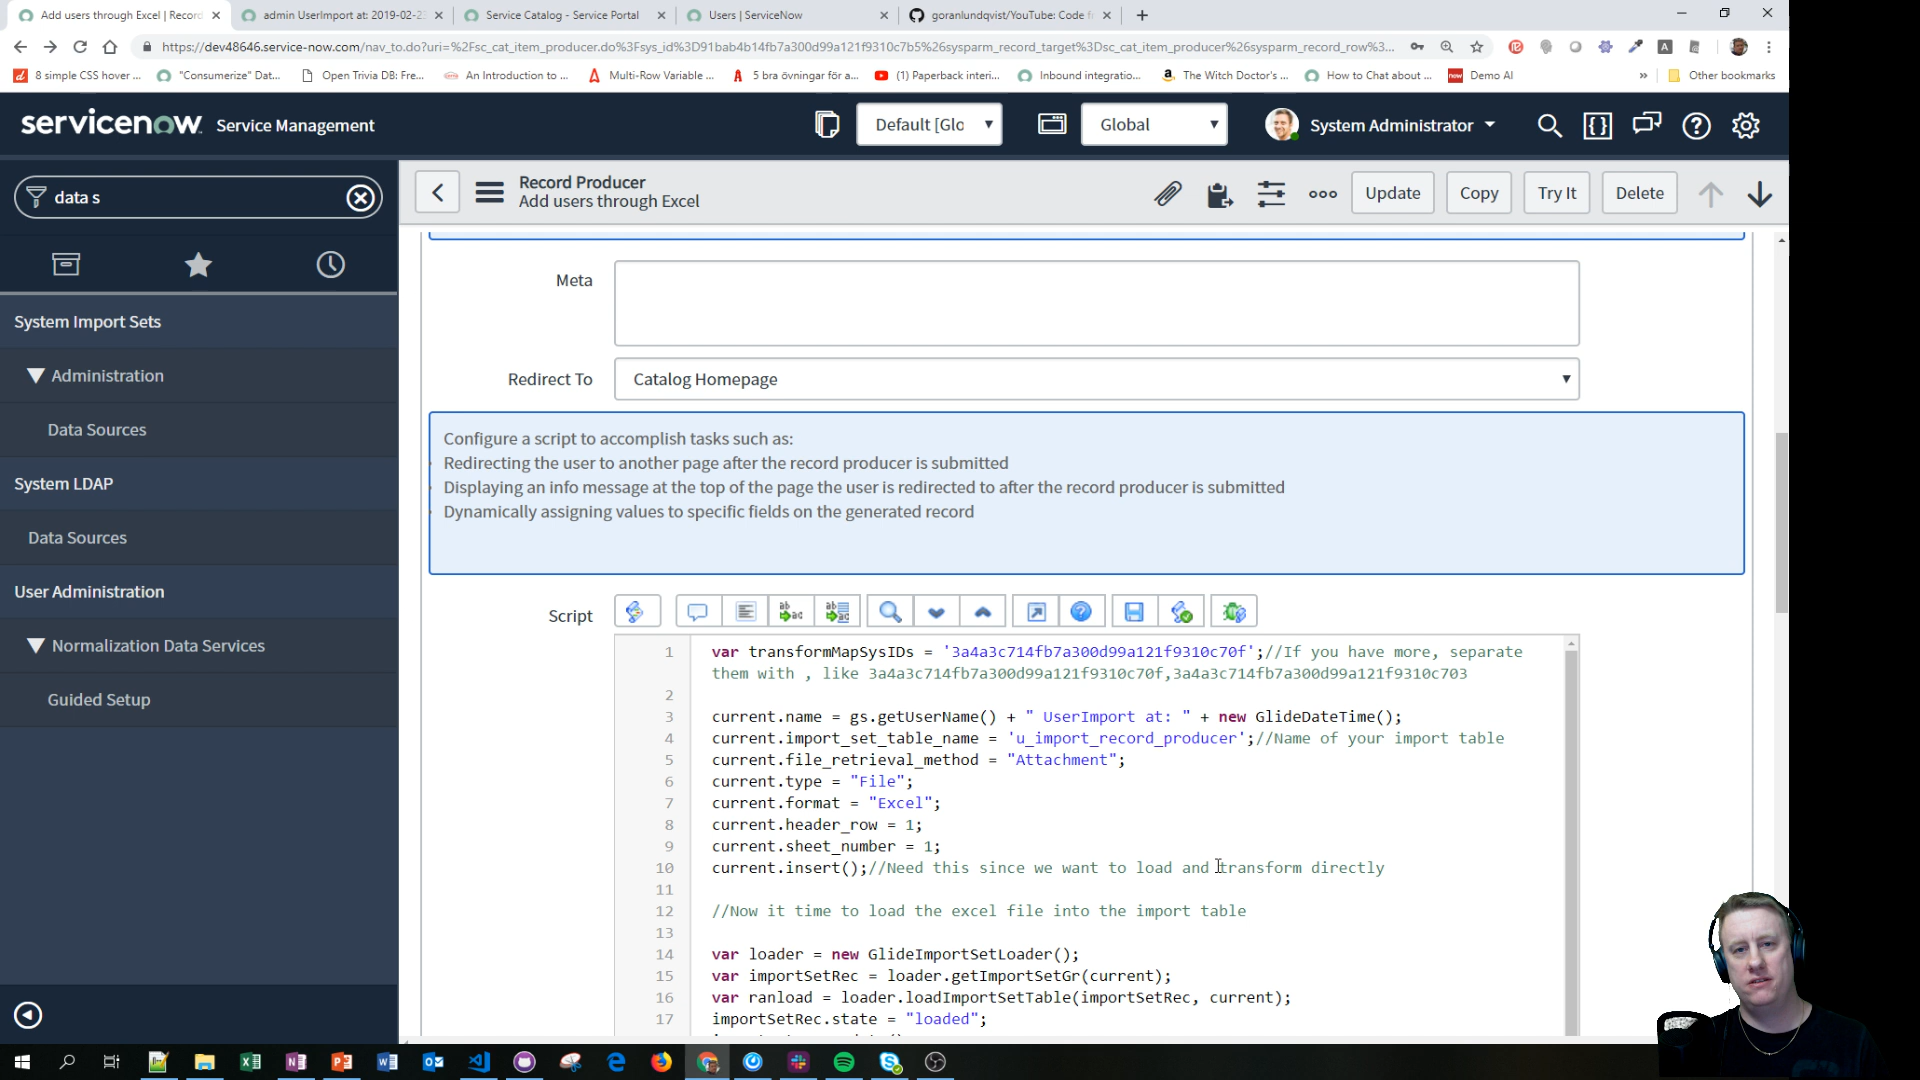 Add users through Excel | Record
admin UserImport at: 2019-02-23
Service Catalog - Service Portal
Users | ServiceNow
goranlundqvist/YouTube: Code f
https://dev48646.service-now.com/nav_to.do?uri=%2Fsc_cat_item_producer.do%3Fsys_id%3D91bab4b14fb7a300d99a121f9310c7b5%26sysparm_record_target%3Dsc_cat_item_producer%26sysparm_record_row%3...
8 simple CSS hover ...
"Consumerize" Dat...
Open Trivia DB: Fre...
An Introduction to ...
Multi-Row Variable ...
5 bra övningar för a...
(1) Paperback interi...
Inbound integratio...
The Witch Doctor's ...
How to Chat about ...
Demo AI
Other bookmarks
servicenow Service Management
Default [Glo
Global
System Administrator
data s
Record Producer
Add users through Excel
Update
Copy
Try It
Delete
System Import Sets
Administration
Data Sources
System LDAP
Data Sources
User Administration
Normalization Data Services
Guided Setup
Meta
Redirect To
Catalog Homepage
Configure a script to accomplish tasks such as:
Redirecting the user to another page after the record producer is submitted
Displaying an info message at the top of the page the user is redirected to after the record producer is submitted
Dynamically assigning values to specific fields on the generated record
Script
1 var transformMapSysIDs = '3a4a3c714fb7a300d99a121f9310c70f';//If you have more, separate
them with , like 3a4a3c714fb7a300d99a121f9310c70f,3a4a3c714fb7a300d99a121f9310c703
2
3 current.name = gs.getUserName() + " UserImport at: " + new GlideDateTime();
4 current.import_set_table_name = 'u_import_record_producer';//Name of your import table
5 current.file_retrieval_method = "Attachment";
6 current.type = "File";
7 current.format = "Excel";
8 current.header_row = 1;
9 current.sheet_number = 1;
10 current.insert();//Need this since we want to load and transform directly
11
12 //Now it time to load the excel file into the import table
13
14 var loader = new GlideImportSetLoader();
15 var importSetRec = loader.getImportSetGr(current);
16 var ranload = loader.loadImportSetTable(importSetRec, current);
17 importSetRec.state = "loaded";